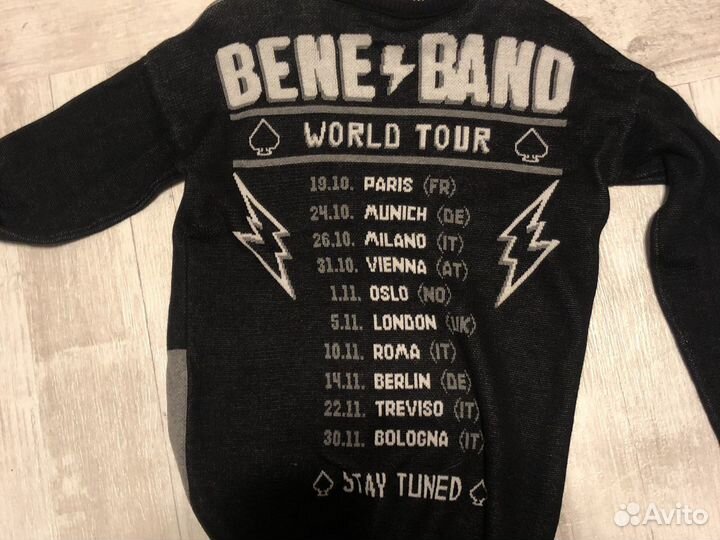 BENE BAND
WORLD TOUR
19.10. PARIS (FR)
24.10. MUNICH (DE)
26.10. MILANO (IT)
31.10. VIENNA (AT)
1.11. OSLO (NO)
5.11. LONDON (UK)
10.11. ROMA (IT)
14.11. BERLIN (DE)
22.11. TREVISO (IT)
30.11. BOLOGNA (IT)
STAY TUNED
Avito